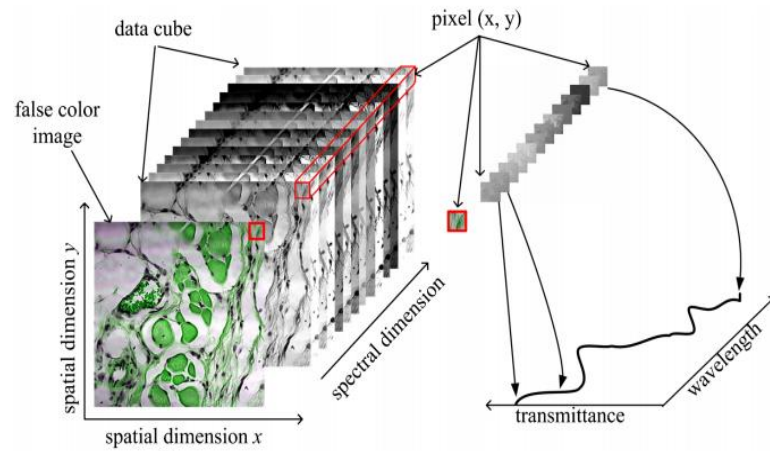 data cube
pixel (x, y)
false color
image
spatial dimension y
spatial dimension x
spectral dimension
transmittance
wavelength